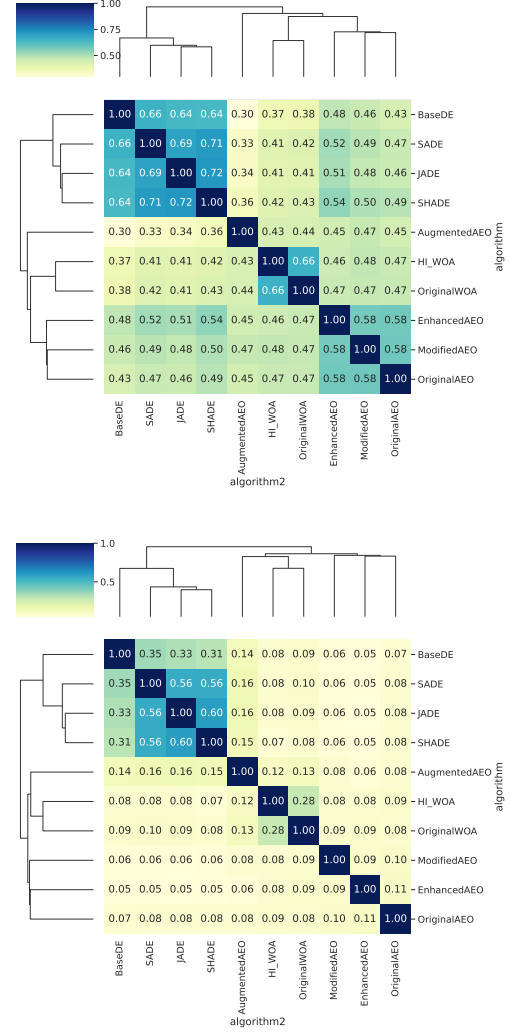 1.00
0.75
0.50
1.00 0.66 0.64 0.64 0.30 0.37 0.38 0.48 0.46 0.43 BaseDE
0.66 1.00 0.69 0.71 0.33 0.41 0.42 0.52 0.49 0.47 SADE
0.64 0.69 1.00 0.72 0.34 0.41 0.41 0.51 0.48 0.46 JADE
0.64 0.71 0.72 1.00 0.36 0.42 0.43 0.54 0.50 0.49 SHADE
0.30 0.33 0.34 0.36 1.00 0.43 0.44 0.45 0.47 0.45 AugmentedAEO
0.37 0.41 0.41 0.42 0.43 1.00 0.66 0.46 0.48 0.47 HI_WOA
0.38 0.42 0.41 0.43 0.44 0.66 1.00 0.47 0.47 0.47 OriginalWOA
0.48 0.52 0.51 0.54 0.45 0.46 0.47 1.00 0.58 0.58 EnhancedAEO
0.46 0.49 0.48 0.50 0.47 0.48 0.47 0.58 1.00 0.58 ModifiedAEO
0.43 0.47 0.46 0.49 0.45 0.47 0.47 0.58 0.58 1.00 OriginalAEO
algorithm
BaseDE SADE JADE SHADE AugmentedAEO HI_WOA OriginalWOA EnhancedAEO ModifiedAEO OriginalAEO
algorithm2
1.0
0.5
1.00 0.35 0.33 0.31 0.14 0.08 0.09 0.06 0.05 0.07 BaseDE
0.35 1.00 0.56 0.56 0.16 0.08 0.10 0.06 0.05 0.08 SADE
0.33 0.56 1.00 0.60 0.16 0.08 0.09 0.06 0.05 0.08 JADE
0.31 0.56 0.60 1.00 0.15 0.07 0.08 0.06 0.05 0.08 SHADE
0.14 0.16 0.16 0.15 1.00 0.12 0.13 0.08 0.06 0.08 AugmentedAEO
0.08 0.08 0.08 0.07 0.12 1.00 0.28 0.08 0.08 0.09 HI_WOA
0.09 0.10 0.09 0.08 0.13 0.28 1.00 0.09 0.09 0.08 OriginalWOA
0.06 0.06 0.06 0.06 0.08 0.08 0.09 1.00 0.09 0.10 ModifiedAEO
0.05 0.05 0.05 0.05 0.06 0.08 0.09 0.09 1.00 0.11 EnhancedAEO
0.07 0.08 0.08 0.08 0.08 0.09 0.08 0.10 0.11 1.00 OriginalAEO
algorithm
BaseDE SADE JADE SHADE AugmentedAEO HI_WOA OriginalWOA ModifiedAEO EnhancedAEO OriginalAEO
algorithm2